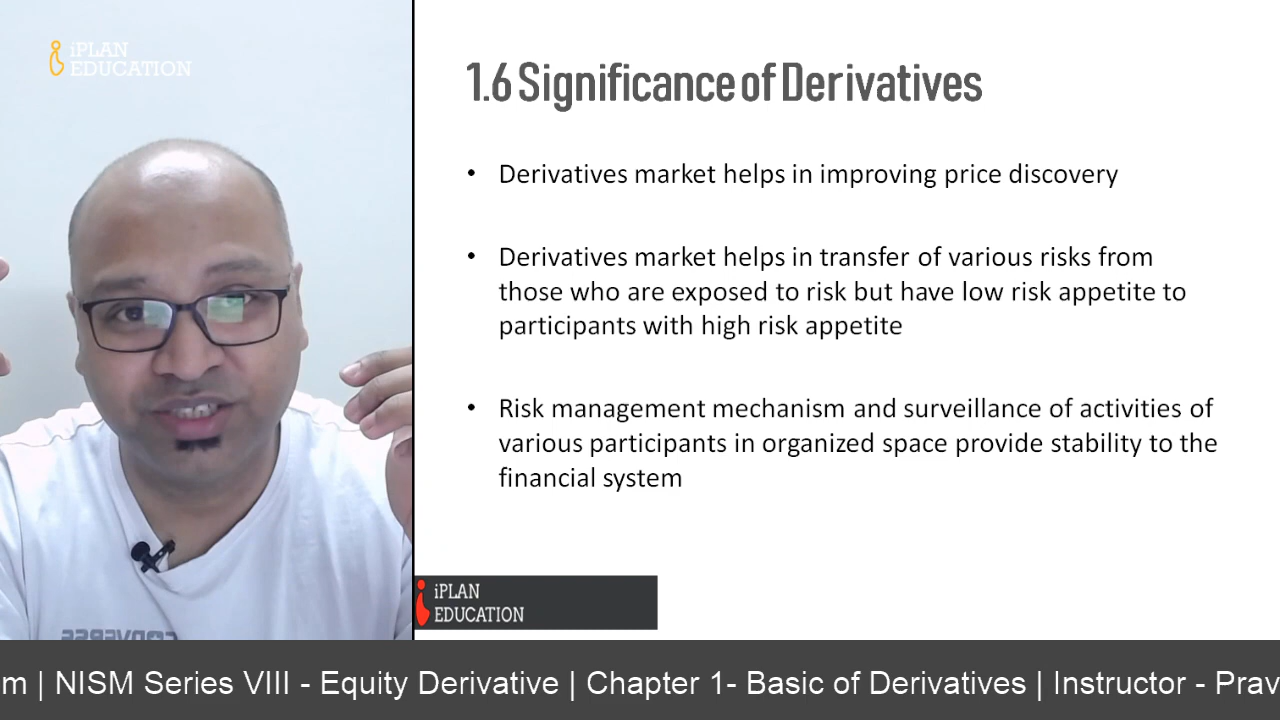 iPLAN
EDUCATION
1.6 Significance of Derivatives
• Derivatives market helps in improving price discovery
• Derivatives market helps in transfer of various risks from
those who are exposed to risk but have low risk appetite to
participants with high risk appetite
• Risk management mechanism and surveillance of activities of
various participants in organized space provide stability to the
financial system
CONVERSE
iPLAN
EDUCATION
m | NISM Series VIII - Equity Derivative | Chapter 1- Basic of Derivatives | Instructor - Prav